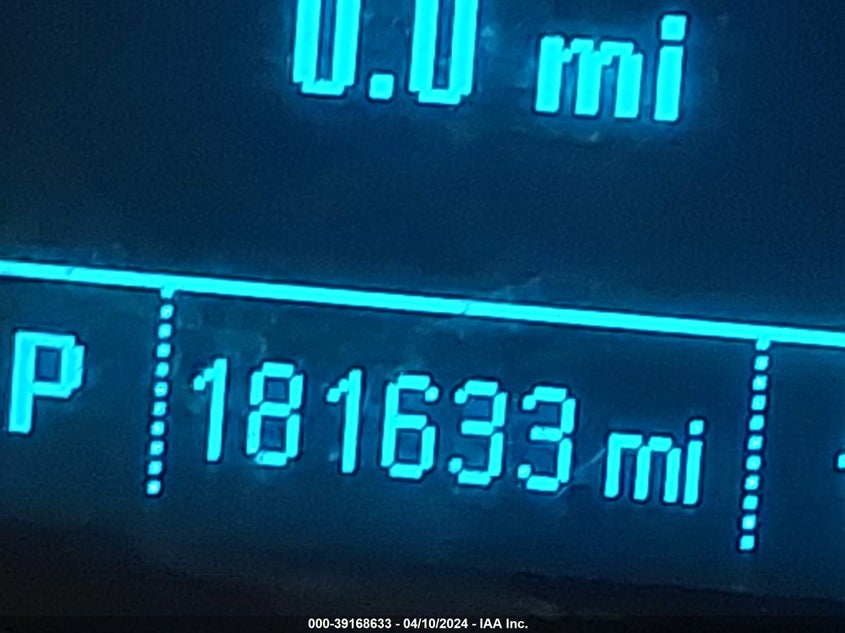 0.0 mi
P 181633 mi
000-39168633 - 04/10/2024 - IAA Inc.